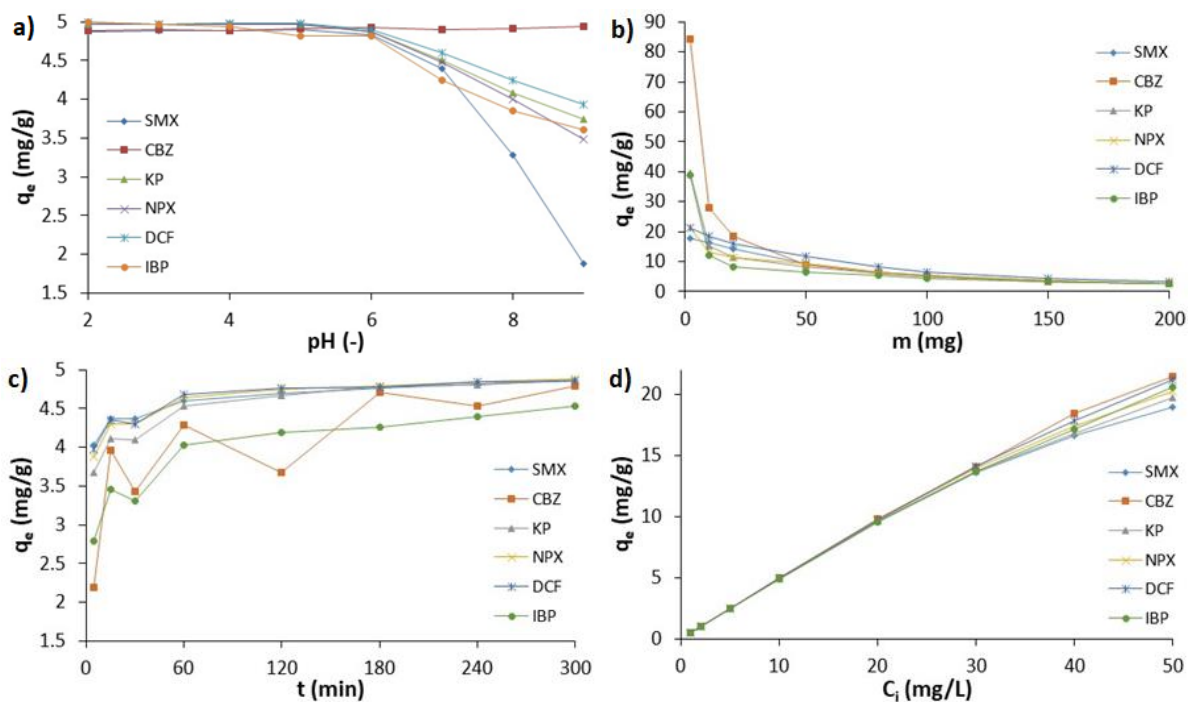 a)
5
4.5
4
3.5
3
2.5
2
1.5
qe (mg/g)
SMX
CBZ
KP
NPX
DCF
IBP
2 4 6 8
pH (-)
b)
90
80
70
60
50
40
30
20
10
0
qe (mg/g)
SMX
CBZ
KP
NPX
DCF
IBP
0 50 100 150 200
m (mg)
c)
5
4.5
4
3.5
3
2.5
2
1.5
qe (mg/g)
SMX
CBZ
KP
NPX
DCF
IBP
0 60 120 180 240 300
t (min)
d)
20
15
10
5
0
qe (mg/g)
SMX
CBZ
KP
NPX
DCF
IBP
0 10 20 30 40 50
Ci (mg/L)